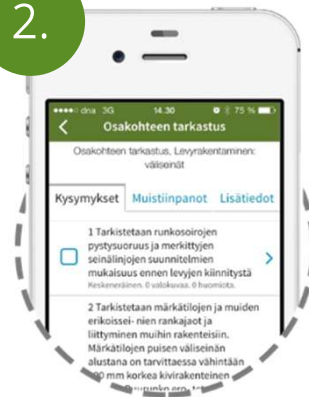 2.
dna 3G 14.30 75 %
Osakohteen tarkastus
Osakohteen tarkastus, Levyrakentaminen:
väliseinät
Kysymykset Muistiinpanot Lisätiedot
1 Tarkistetaan runkosoirojen
pystysuoruus ja merkittyjen
seinälinjojen suunnitelmien
mukaisuus ennen levyjen kiinnitystä
Keskeneräinen. 0 valokuvaa. 0 huomiota.
2 Tarkistetaan märkätilojen ja muiden
erikoissei- nien rankajaot ja
liittyminen muihin rakenteisiin.
Märkätilojen puisen väliseinän
alustana on tarvittaessa vähintään
mm korkea kivirakenteinen